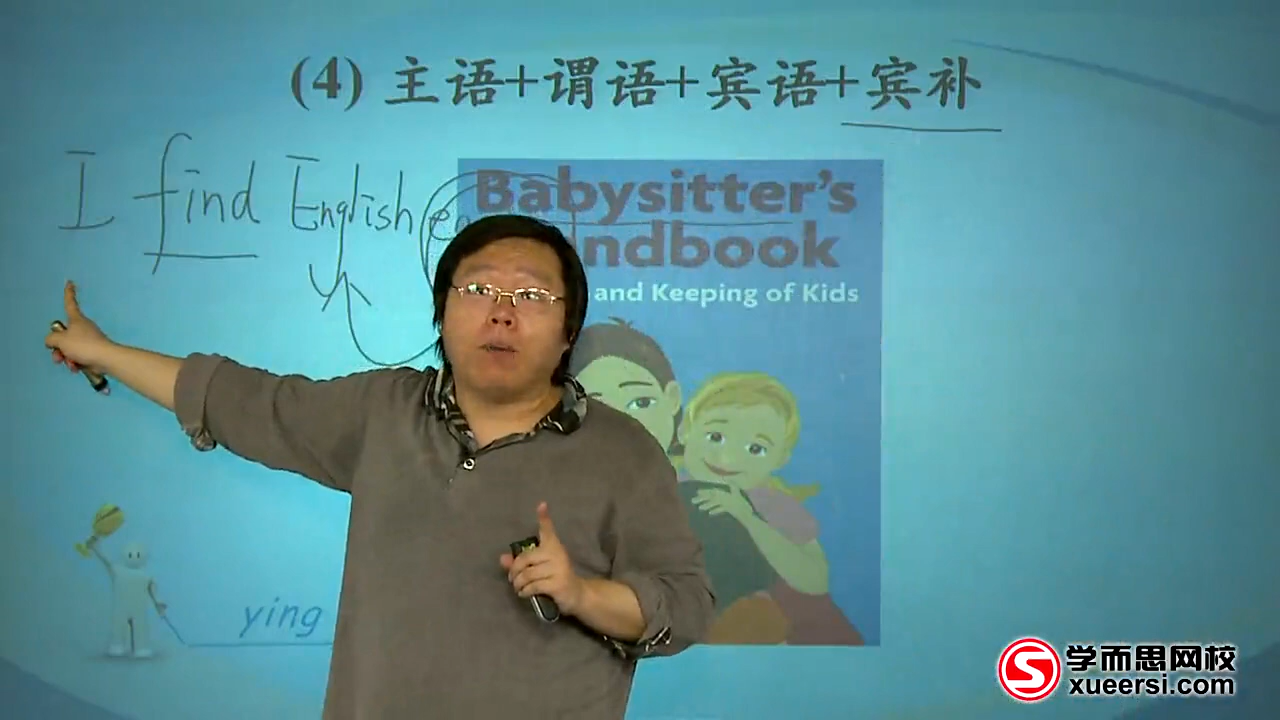 (4) 主语+谓语+宾语+宾补
I find English
Babysitter's
and Keeping of Kids
ying
学而思网校
xueersi.com